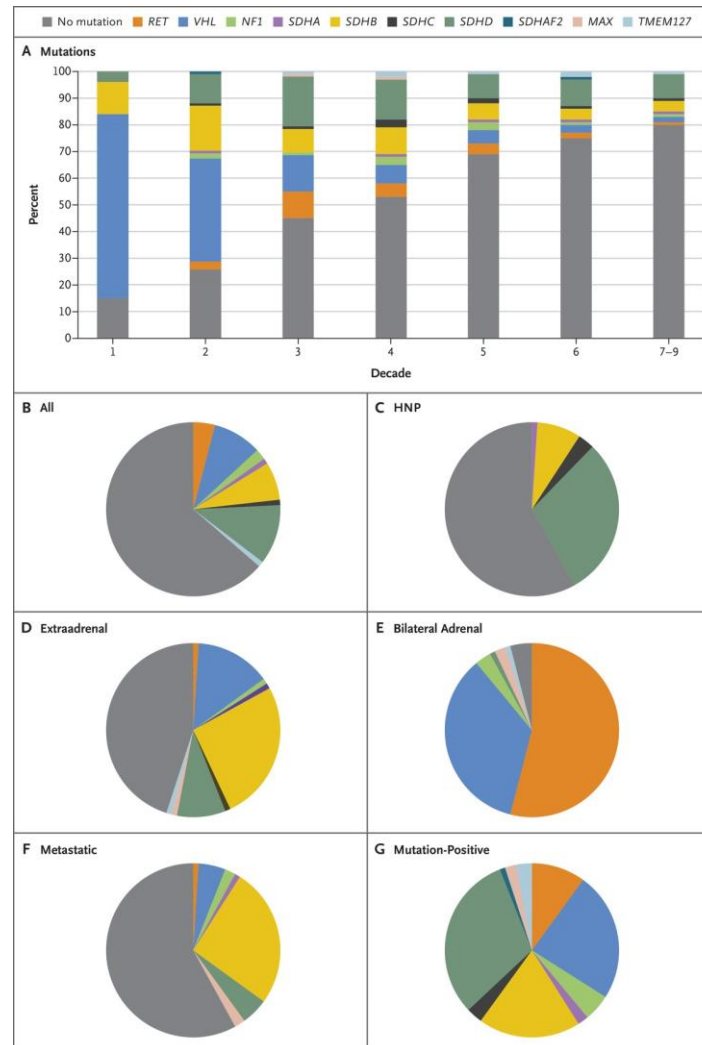 No mutation RET VHL NF1 SDHA SDHB SDHC SDHD SDHAF2 MAX TMEM127
A Mutations
100
90
80
70
60
50
40
30
20
10
0
Percent
1 2 3 4 5 6 7–9
Decade
B All
C HNP
D Extraadrenal
E Bilateral Adrenal
F Metastatic
G Mutation-Positive